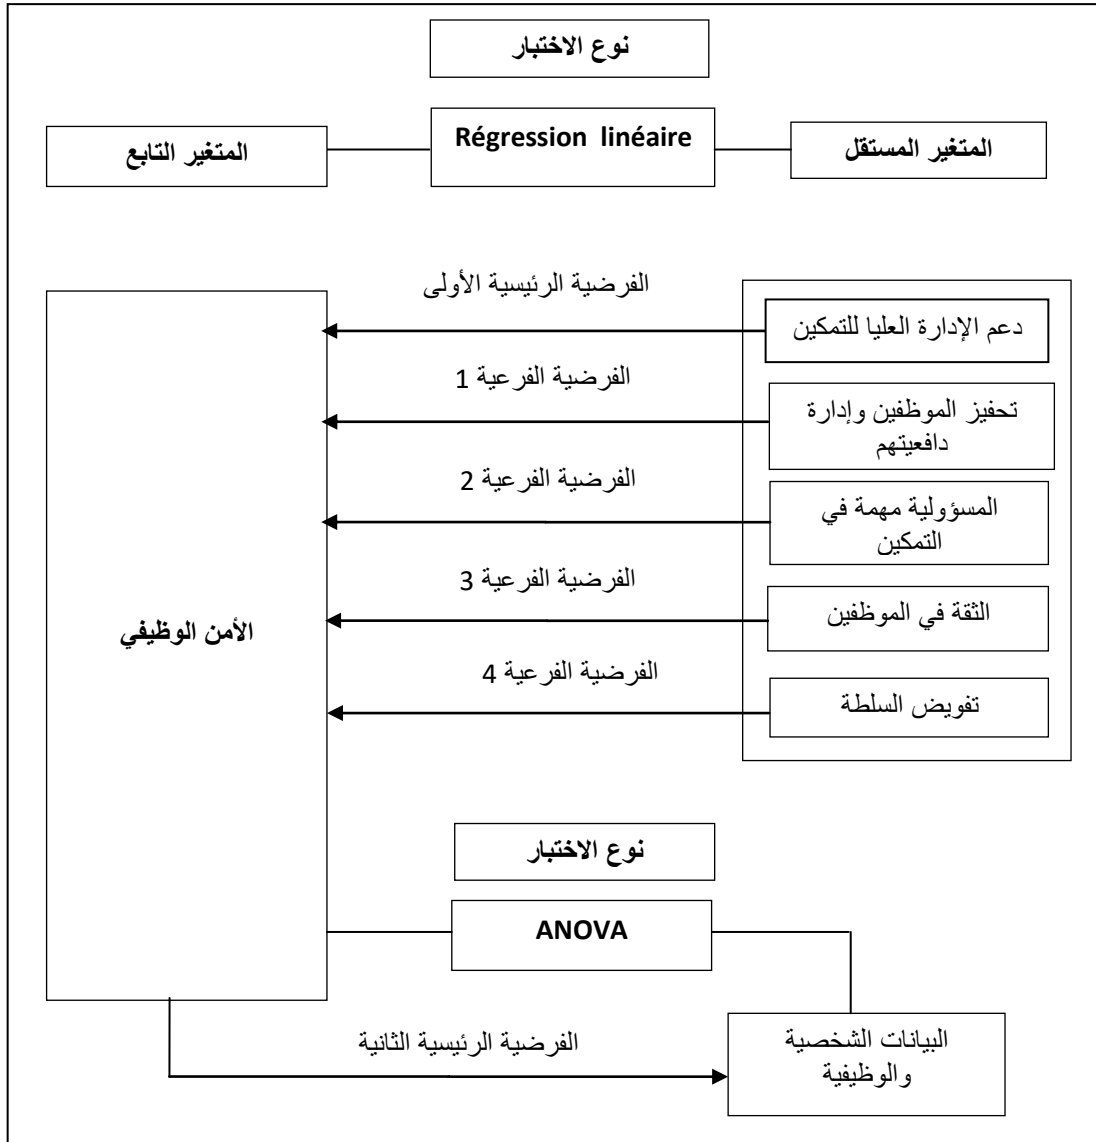 نوع الاختبار
المتغير المستقل
Régression linéaire
المتغير التابع
الفرضية الرئيسية الأولى
دعم الإدارة العليا للتمكين
الفرضية الفرعية 1
تحفيز الموظفين وإدارة
دافعيتهم
الفرضية الفرعية 2
المسؤولية مهمة في
التمكين
الفرضية الفرعية 3
الثقة في الموظفين
الأمن الوظيفي
الفرضية الفرعية 4
تفويض السلطة
نوع الاختبار
ANOVA
البيانات الشخصية
والوظيفية
الفرضية الرئيسية الثانية